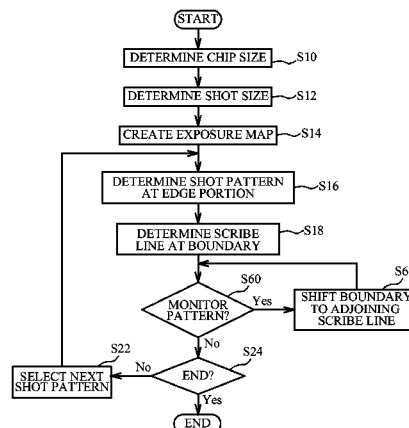 START
DETERMINE CHIP SIZE
S10
DETERMINE SHOT SIZE
S12
CREATE EXPOSURE MAP
S14
DETERMINE SHOT PATTERN
AT EDGE PORTION
S16
DETERMINE SCRIBE
LINE AT BOUNDARY
S18
MONITOR
PATTERN?
S60
Yes
SHIFT BOUNDARY
TO ADJOINING
SCRIBE LINE
No
END?
S24
No
SELECT NEXT
SHOT PATTERN
S22
Yes
END